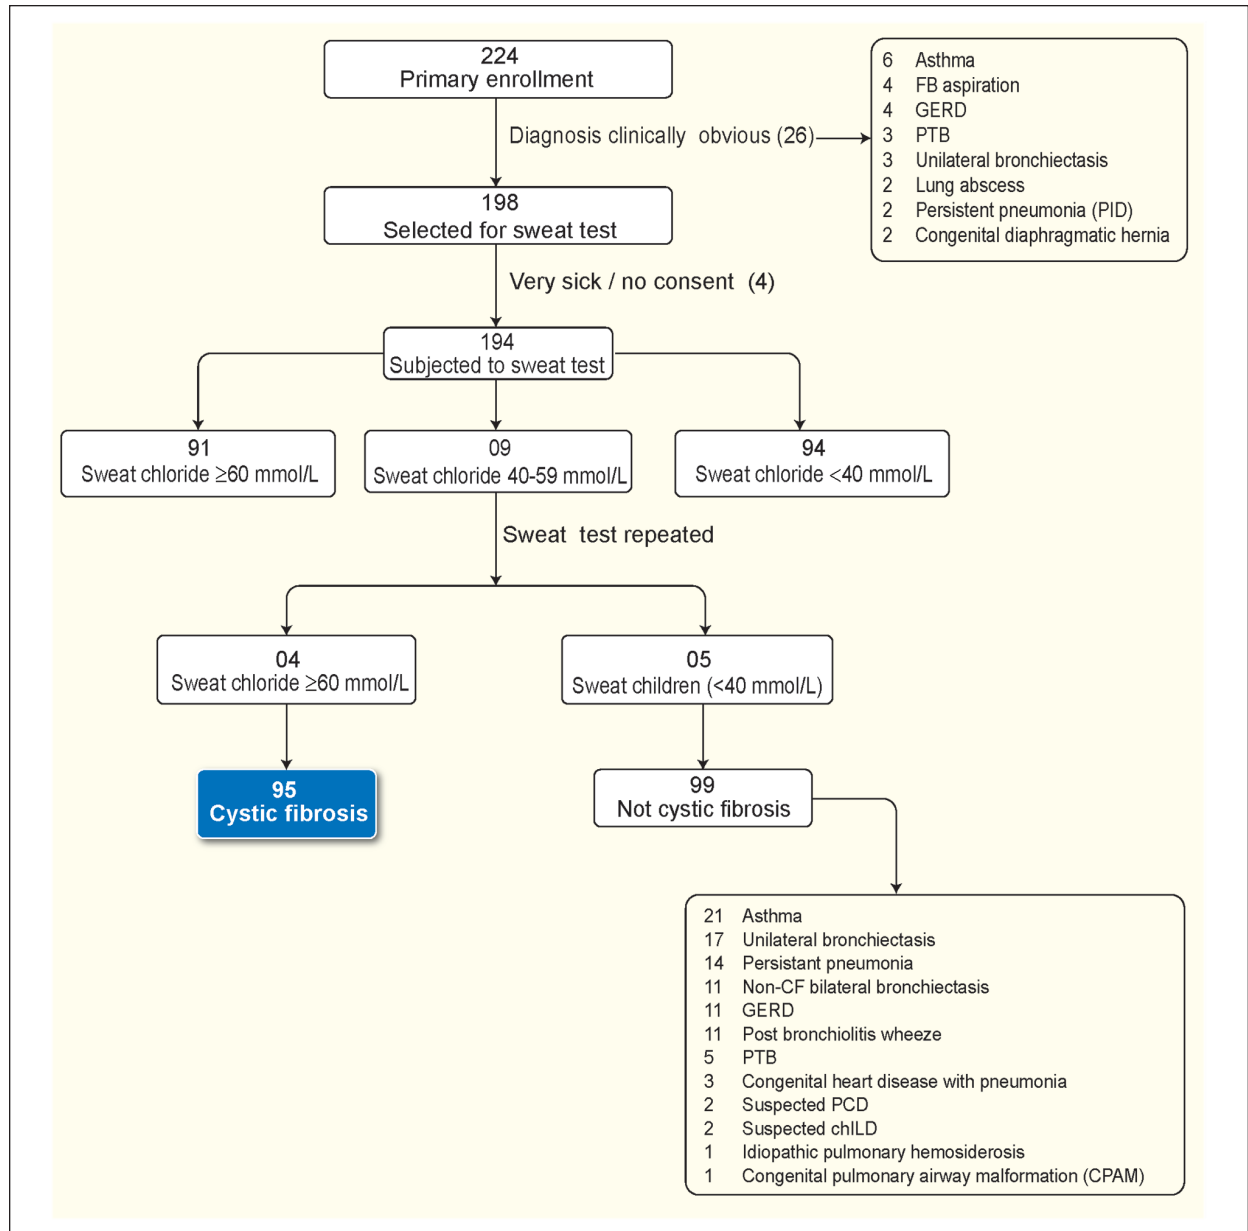 224
Primary enrollment
Diagnosis clinically obvious (26)
6 Asthma
4 FB aspiration
4 GERD
3 PTB
3 Unilateral bronchiectasis
2 Lung abscess
2 Persistent pneumonia (PID)
2 Congenital diaphragmatic hernia
198
Selected for sweat test
Very sick / no consent (4)
194
Subjected to sweat test
91
Sweat chloride ≥60 mmol/L
09
Sweat chloride 40-59 mmol/L
94
Sweat chloride <40 mmol/L
Sweat test repeated
04
Sweat chloride ≥60 mmol/L
05
Sweat children (<40 mmol/L)
95
Cystic fibrosis
99
Not cystic fibrosis
21 Asthma
17 Unilateral bronchiectasis
14 Persistant pneumonia
11 Non-CF bilateral bronchiectasis
11 GERD
11 Post bronchiolitis wheeze
5 PTB
3 Congenital heart disease with pneumonia
2 Suspected PCD
2 Suspected chILD
1 Idiopathic pulmonary hemosiderosis
1 Congenital pulmonary airway malformation (CPAM)